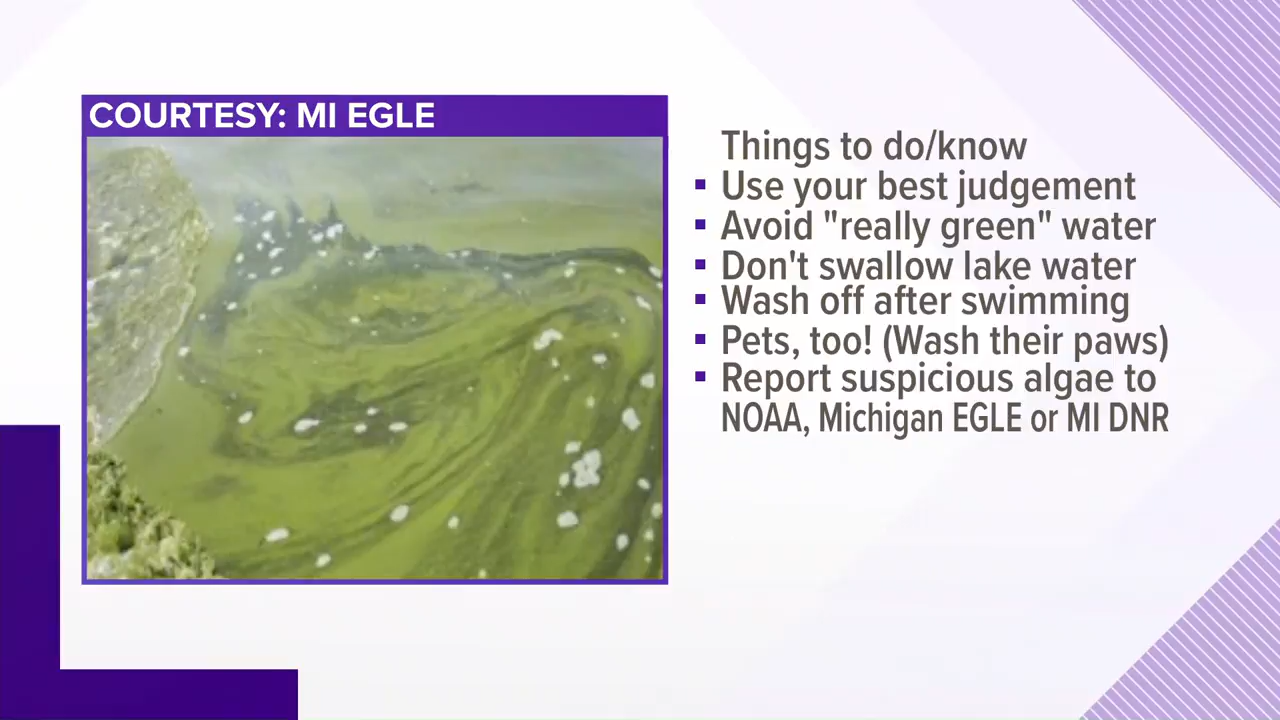 COURTESY: MI EGLE
Things to do/know
▪ Use your best judgement
▪ Avoid "really green" water
▪ Don't swallow lake water
▪ Wash off after swimming
▪ Pets, too! (Wash their paws)
▪ Report suspicious algae to
NOAA, Michigan EGLE or MI DNR